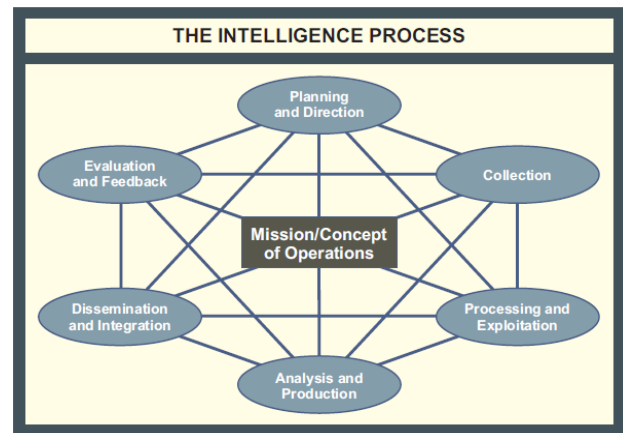 THE INTELLIGENCE PROCESS
Planning
and Direction
Evaluation
and Feedback
Collection
Mission/Concept
of Operations
Dissemination
and Integration
Processing and
Exploitation
Analysis and
Production